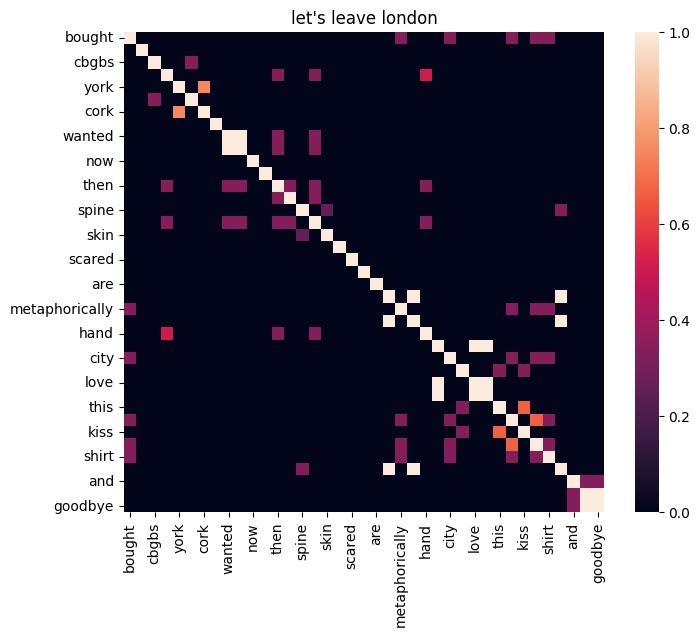 let's leave london
bought
cbgbs
york
cork
wanted
now
then
spine
skin
scared
are
metaphorically
hand
city
love
this
kiss
shirt
and
goodbye
bought
cbgbs
york
cork
wanted
now
then
spine
skin
scared
are
metaphorically
hand
city
love
this
kiss
shirt
and
goodbye
1.0
0.8
0.6
0.4
0.2
0.0